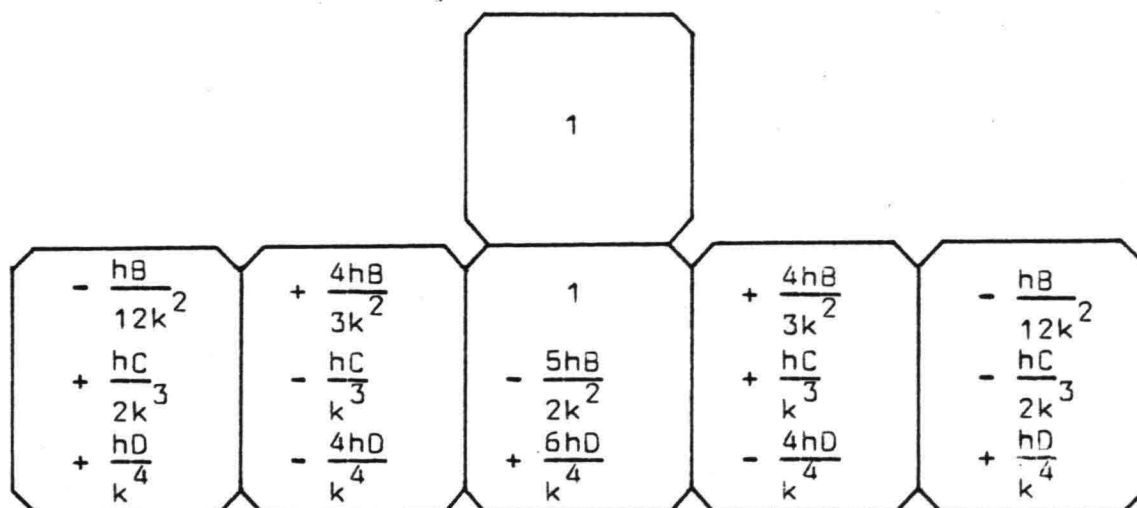 1
- hB/12k^2
+ hC/2k^3
+ hD/k^4
+ 4hB/3k^2
- hC/k^3
- 4hD/k^4
1
- 5hB/2k^2
+ 6hD/k^4
+ 4hB/3k^2
+ hC/k^3
- 4hD/k^4
- hB/12k^2
- hC/2k^3
+ hD/k^4